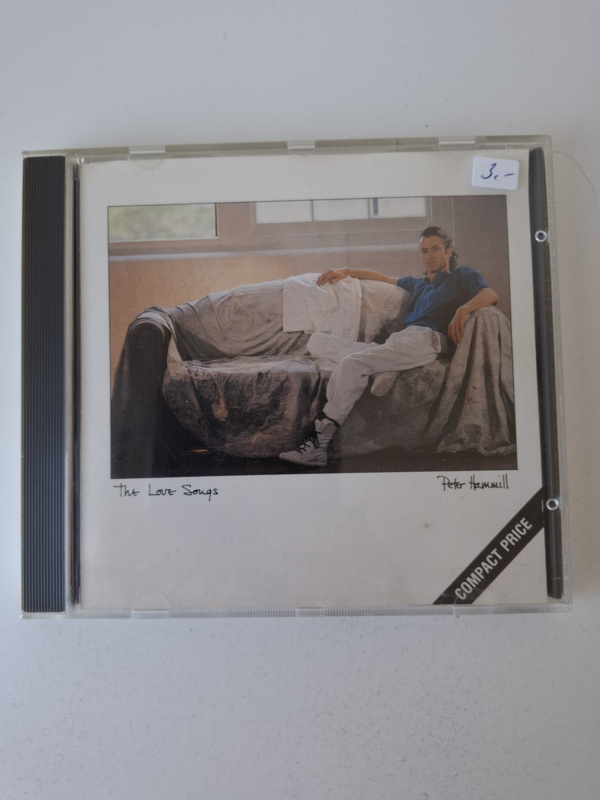 3,-
The Love Songs
Peter Hammill
COMPACT PRICE